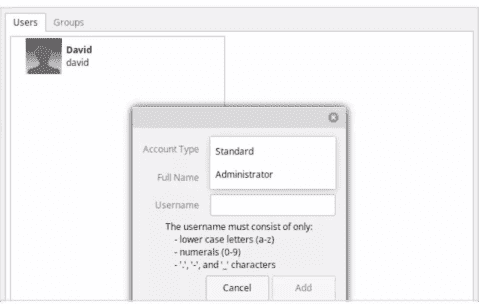 Users Groups
David
david
Account Type
Standard
Administrator
Full Name
Username
The username must consist of only:
- lower case letters (a-z)
- numerals (0-9)
- '.', '-', and '_' characters
Cancel Add